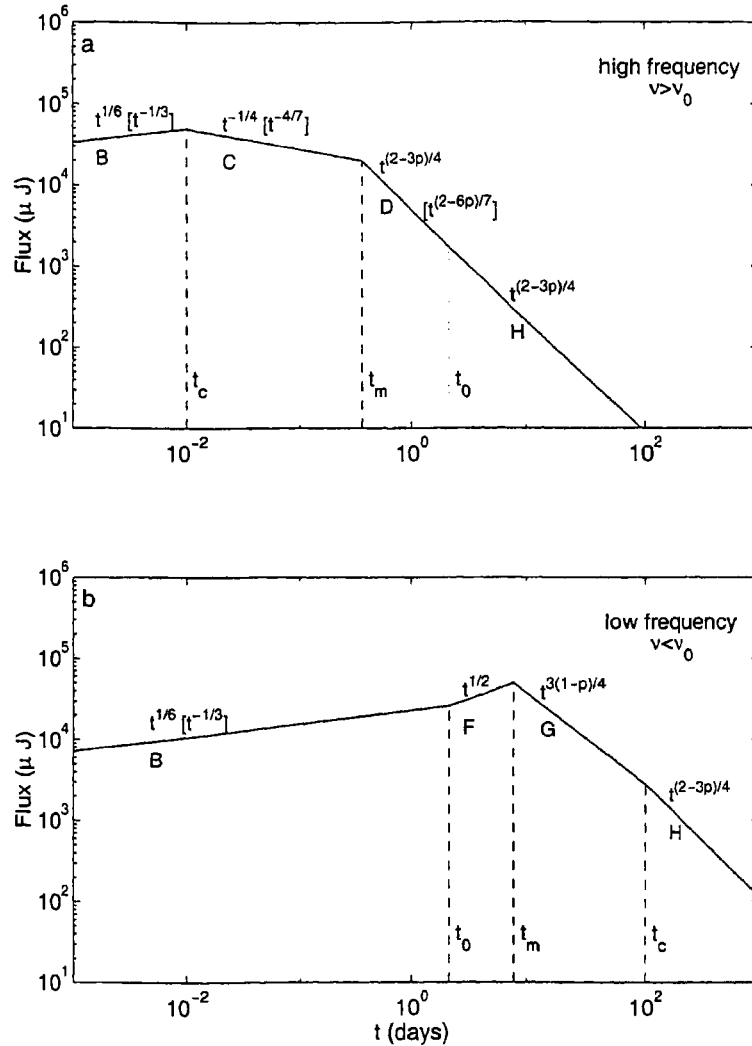 a
high frequency
ν>ν_0
t^{1/6} [t^{-1/3}]
t^{-1/4} [t^{-4/7}]
B
C
t^{(2-3p)/4}
D
[t^{(2-6p)/7}]
t^{(2-3p)/4}
H
t_c
t_m
t_0
Flux (μ J)
10^6
10^5
10^4
10^3
10^2
10^1
10^{-2}
10^0
10^2
b
low frequency
ν<ν_0
t^{1/6} [t^{-1/3}]
B
t^{1/2}
F
t^{3(1-p)/4}
G
t^{(2-3p)/4}
H
t_0
t_m
t_c
Flux (μ J)
10^6
10^5
10^4
10^3
10^2
10^1
10^{-2}
10^0
10^2
t (days)